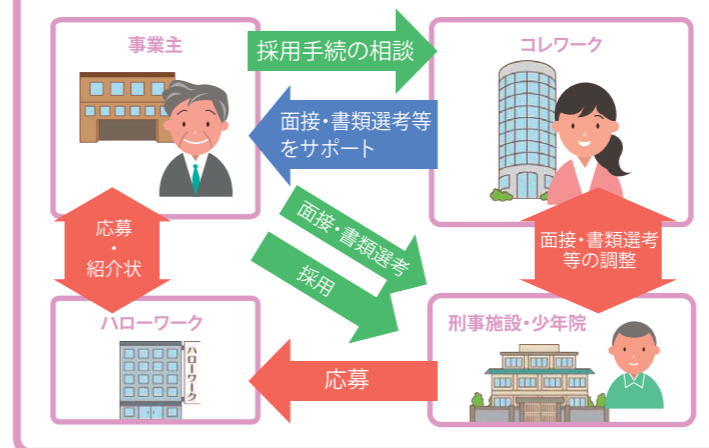 事業主
採用手続の相談
コレワーク
面接・書類選考等
をサポート
応募
・
紹介状
面接・書類選考
採用
面接・書類選考
等の調整
ハローワーク
ハローワーク
応募
刑事施設・少年院